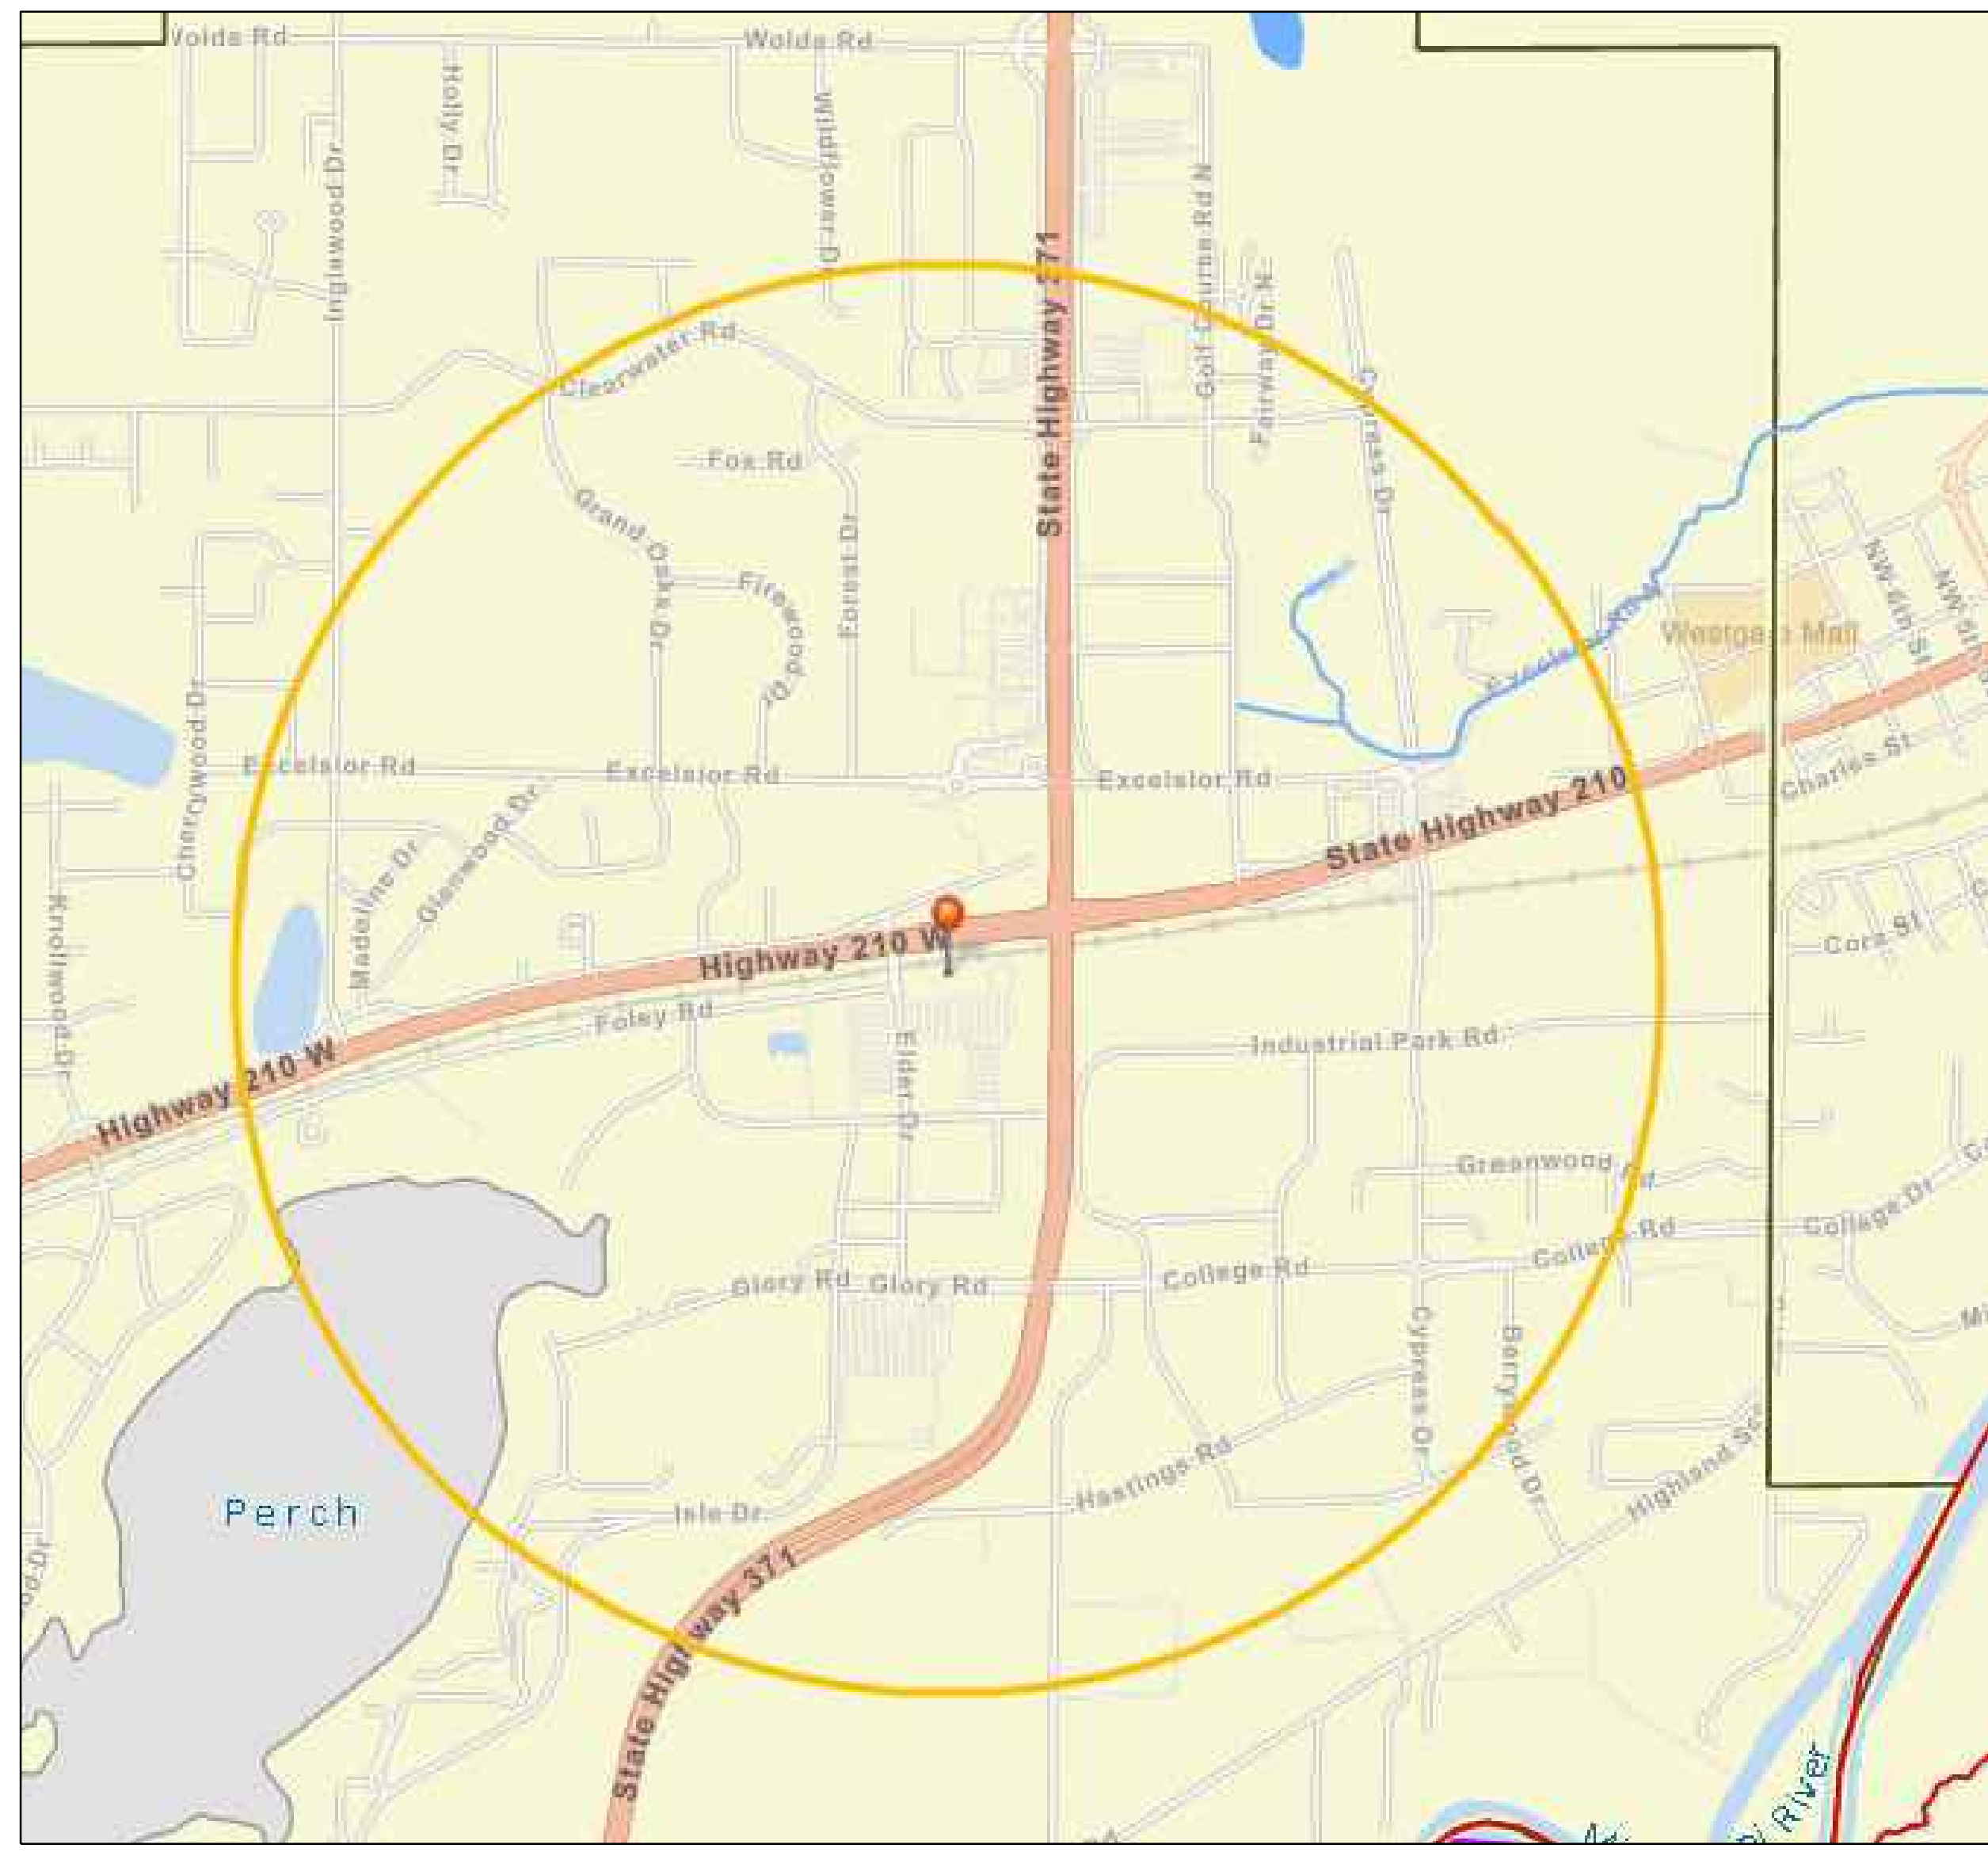 Wolda Rd
Wolda Rd
Holly Dr
Wildflower Dr
Inglewood Dr
State Highway 371
Golf Course Rd N
Fairway Dr N
Clearwater Rd
Cypress Dr
Fox Rd
Grand Oaks Dr
Firewood Dr
Forest Dr
Westgate Mall
Cherrywood Dr
Excelsior Rd
Excelsior Rd
Excelsior Rd
Charles St
State Highway 210
Madeline Dr
Glenwood Dr
Knollwood Dr
Highway 210 W
Cora St
Foley Rd
Elder Dr
Industrial Park Rd
Highway 210 W
Greenwood
College Dr
College Rd
Glory Rd
Glory Rd
College Rd
Cypress Dr
Berrywood Dr
Highland Sc
Hastings Rd
Perch
Isle Dr
State Highway 371
River